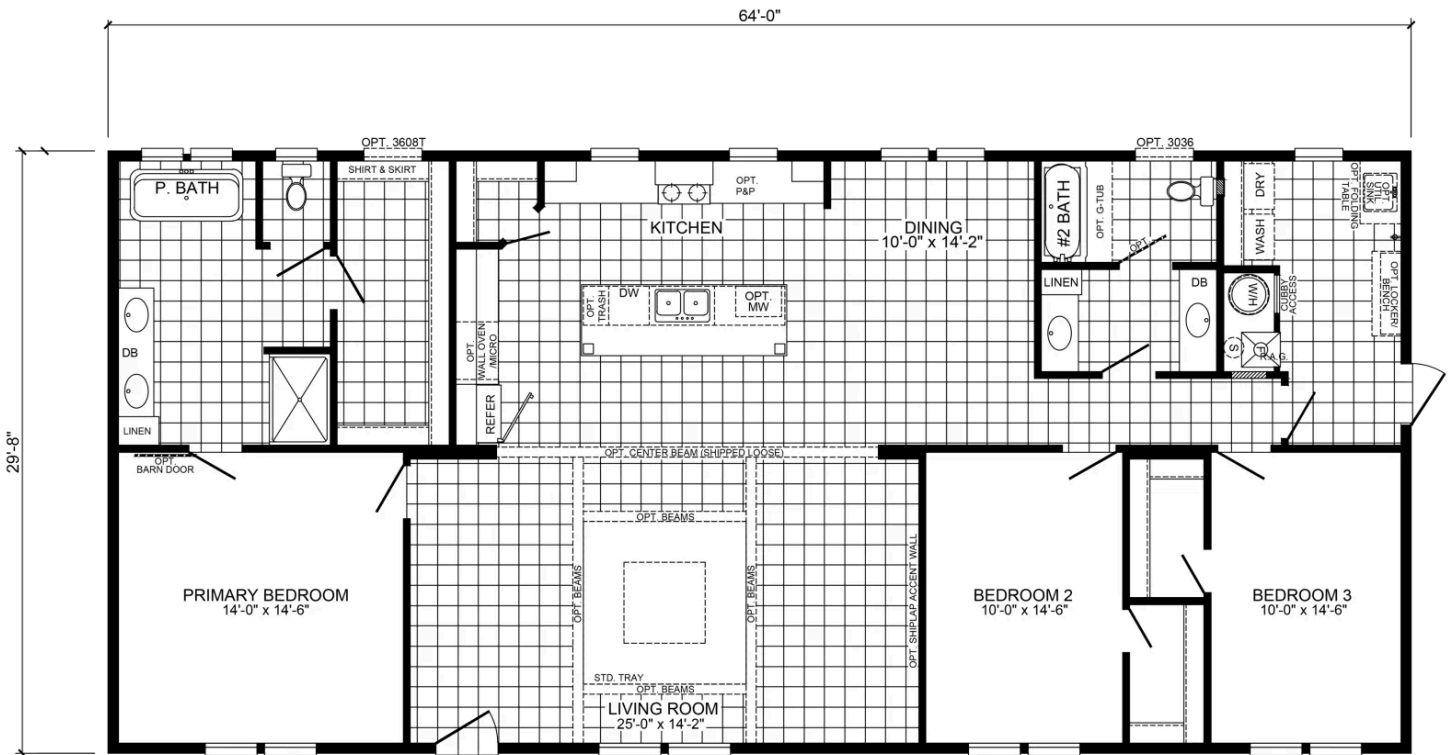 64'-0"
29'-8"
OPT. 3608T
OPT. 3036
P. BATH
SHIRT & SKIRT
OPT.
P&P
KITCHEN
DINING
10'-0" x 14'-2"
#2 BATH
OPT. G-TUB
OPT.
DRY
WASH
OPT. FOLDING
TABLE
OPT.
UTIL
SINK
OPT. LOCKER/
BENCH
LINEN
DB
W/H
CUBBY
ACCESS
S
F
R.A.G.
OPT.
TRASH
DW
OPT.
MW
OPT.
WALL OVEN
/MICRO
REFER
DB
LINEN
OPT.
BARN DOOR
OPT. CENTER BEAM (SHIPPED LOOSE)
OPT. BEAMS
OPT. BEAMS
OPT. BEAMS
OPT. SHIPLAP ACCENT WALL
PRIMARY BEDROOM
14'-0" x 14'-6"
STD. TRAY
OPT. BEAMS
LIVING ROOM
25'-0" x 14'-2"
BEDROOM 2
10'-0" x 14'-6"
BEDROOM 3
10'-0" x 14'-6"